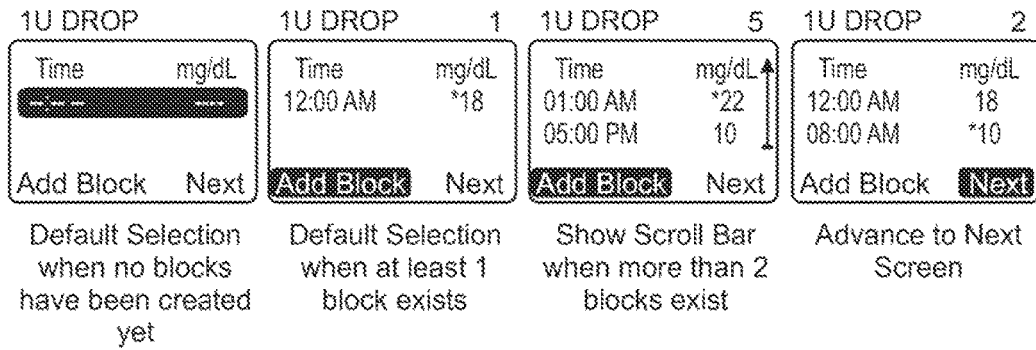 1U DROP
Time mg/dL
--:-- ---
Add Block Next
Default Selection
when no blocks
have been created
yet
1U DROP 1
Time mg/dL
12:00 AM *18
Add Block Next
Default Selection
when at least 1
block exists
1U DROP 5
Time mg/dL
01:00 AM *22
05:00 PM 10
Add Block Next
Show Scroll Bar
when more than 2
blocks exist
1U DROP 2
Time mg/dL
12:00 AM 18
08:00 AM *10
Add Block Next
Advance to Next
Screen